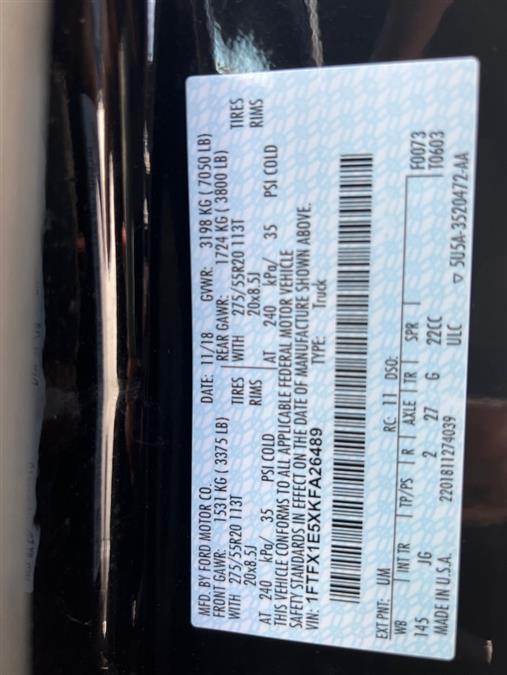 MFD. BY FORD MOTOR CO.
DATE: 11/18 GVWR: 3198 KG ( 7050 LB)
FRONT GAWR: 1531 KG ( 3375 LB) REAR GAWR: 1724 KG ( 3800 LB)
WITH 275/55R20 113T TIRES WITH 275/55R20 113T TIRES
20x8.5J RIMS 20x8.5J RIMS
AT 240 kPa/ 35 PSI COLD AT 240 kPa/ 35 PSI COLD
THIS VEHICLE CONFORMS TO ALL APPLICABLE FEDERAL MOTOR VEHICLE
SAFETY STANDARDS IN EFFECT ON THE DATE OF MANUFACTURE SHOWN ABOVE.
VIN: 1FTFX1E5XKFA26489 TYPE: Truck
EXT PNT: UM RC: 11 DSO: F0073
WB INT TR TP/PS R AXLE TR SPR T0603
145 JG 2 27 G 22CC
MADE IN U.S.A. 2201811274039 ULC
▽ 5U5A-3520472-AA